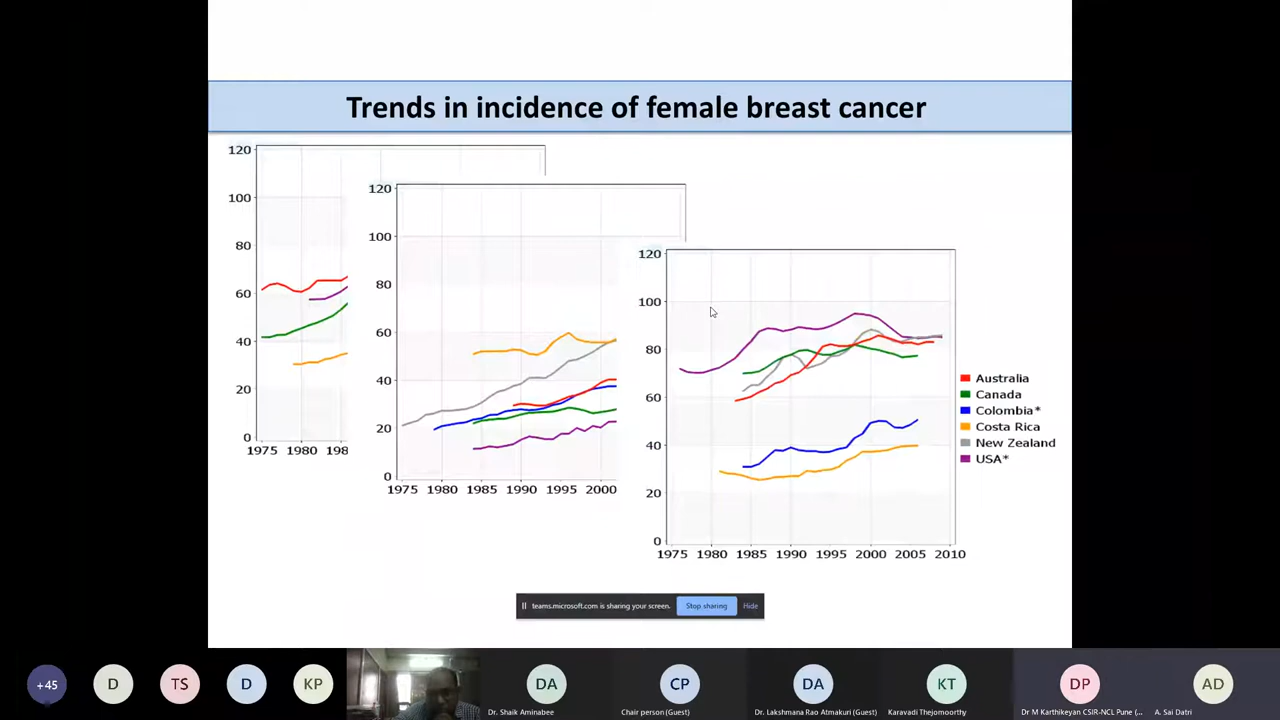 Trends in incidence of female breast cancer
120
100
80
60
40
20
0
1975 1980 198
120
100
80
60
40
20
0
1975 1980 1985 1990 1995 2000
120
100
80
60
40
20
0
1975 1980 1985 1990 1995 2000 2005 2010
Australia
Canada
Colombia*
Costa Rica
New Zealand
USA*
teams.microsoft.com is sharing your screen. Stop sharing Hide
+45 D TS D KP DA CP DA KT DP AD
Dr. Shaik Aminabee Chair person (Guest) Dr. Lakshmana Rao Atmakuri (Guest) Karavadi Thejomoorthy Dr M Karthikeyan CSIR-NCL Pune (... A. Sai Datri